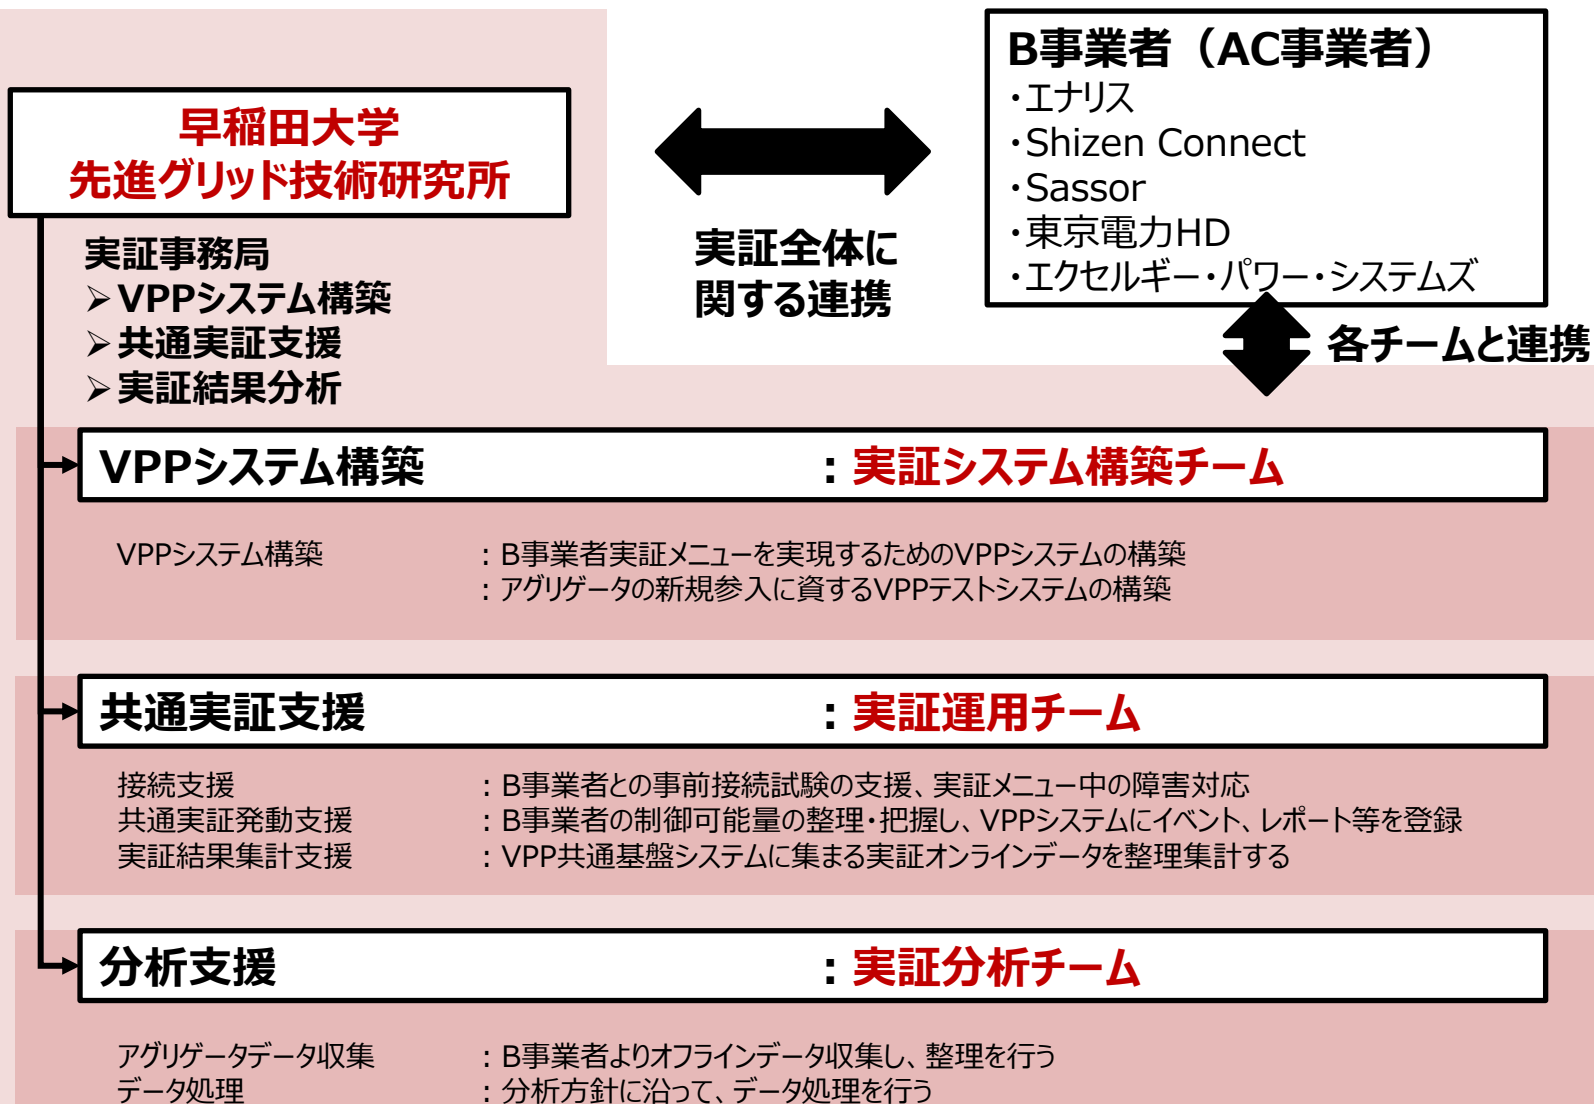 早稲田大学
先進グリッド技術研究所
実証事務局
➢VPPシステム構築
➢共通実証支援
➢実証結果分析
実証全体に
関する連携
B事業者（AC事業者）
・エナリス
・Shizen Connect
・Sassor
・東京電力HD
・エクセルギー・パワー・システムズ
各チームと連携
VPPシステム構築 ：実証システム構築チーム
VPPシステム構築 ：B事業者実証メニューを実現するためのVPPシステムの構築
：アグリゲータの新規参入に資するVPPテストシステムの構築
共通実証支援 ：実証運用チーム
接続支援 ：B事業者との事前接続試験の支援、実証メニュー中の障害対応
共通実証発動支援 ：B事業者の制御可能量の整理・把握し、VPPシステムにイベント、レポート等を登録
実証結果集計支援 ：VPP共通基盤システムに集まる実証オンラインデータを整理集計する
分析支援 ：実証分析チーム
アグリゲータデータ収集 ：B事業者よりオフラインデータ収集し、整理を行う
データ処理 ：分析方針に沿って、データ処理を行う